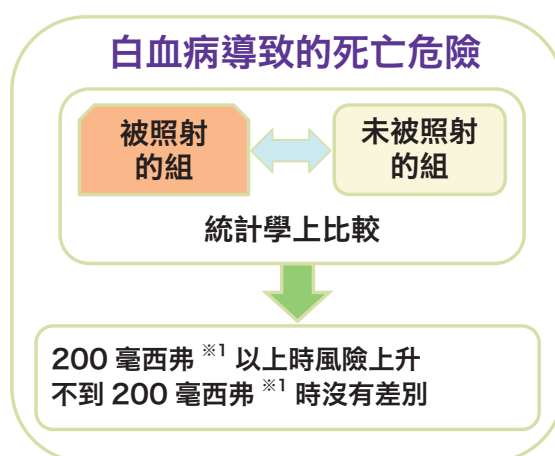 白血病導致的死亡危險
被照射
的組
未被照射
的組
統計學上比較
200 毫西弗 ※1 以上時風險上升
不到 200 毫西弗 ※1 時沒有差別